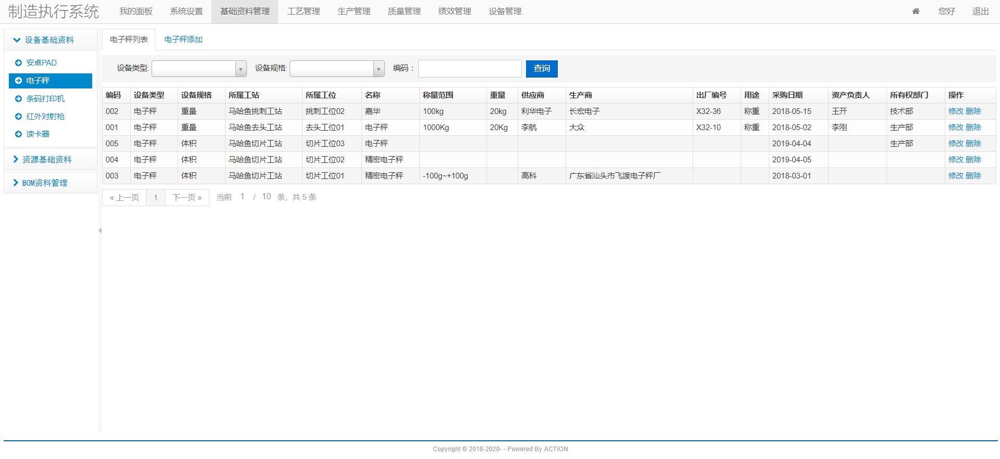 制造执行系统 我的面板 系统设置 基础资料管理 工艺管理 生产管理 质量管理 绩效管理 设备管理 您好 退出
设备基础资料
安卓PAD
电子秤
条码打印机
红外对射枪
读卡器
资源基础资料
BOM资料管理
电子秤列表 电子秤添加
设备类型: 设备规格: 编码： 查询
编码 设备类型 设备规格 所属工站 所属工位 名称 称量范围 重量 供应商 生产商 出厂编号 用途 采购日期 资产负责人 所有权部门 操作
002 电子秤 重量 马哈鱼挑刺工站 挑刺工位02 嘉华 100kg 20kg 利华电子 长宏电子 X32-36 称重 2018-05-15 王开 技术部 修改 删除
001 电子秤 重量 马哈鱼去头工站 去头工位01 电子秤 1000Kg 20Kg 李航 大众 X32-10 称重 2018-05-02 李刚 生产部 修改 删除
005 电子秤 体积 马哈鱼切片工站 切片工位03 电子秤 2019-04-04 生产部 修改 删除
004 电子秤 体积 马哈鱼切片工站 切片工位02 精密电子秤 2019-04-05 修改 删除
003 电子秤 体积 马哈鱼切片工站 切片工位01 精密电子秤 -100g~+100g 高科 广东省汕头市飞渡电子秤厂 2018-03-01 修改 删除
« 上一页 1 下一页 » 当前 1 / 10 条，共 5 条
Copyright © 2018-2020- - Powered By ACTION